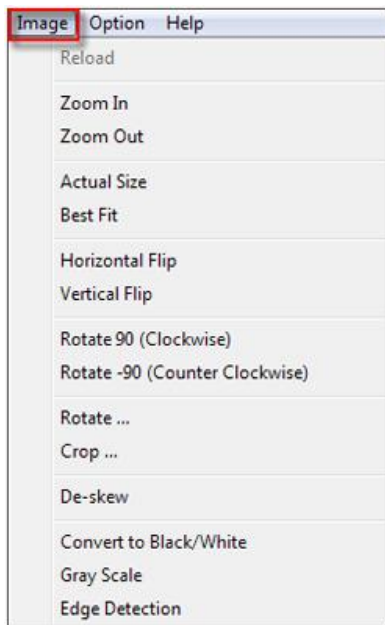 Image Option Help
Reload
Zoom In
Zoom Out
Actual Size
Best Fit
Horizontal Flip
Vertical Flip
Rotate 90 (Clockwise)
Rotate -90 (Counter Clockwise)
Rotate ...
Crop ...
De-skew
Convert to Black/White
Gray Scale
Edge Detection